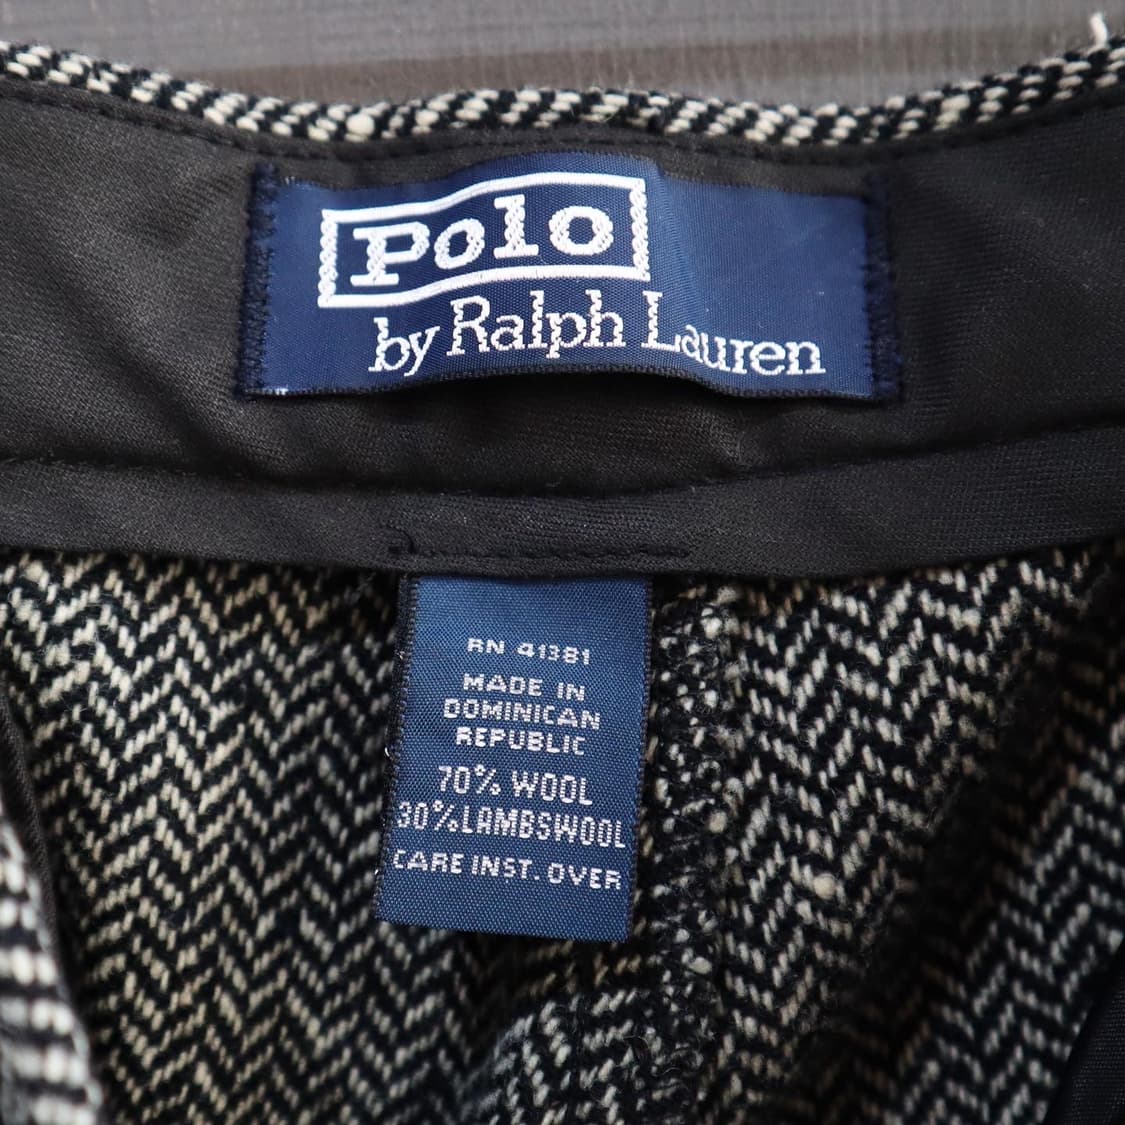 Polo
by Ralph Lauren
RN 41381
MADE IN
DOMINICAN
REPUBLIC
70% WOOL
30%LAMBSWOOL
CARE INST. OVER